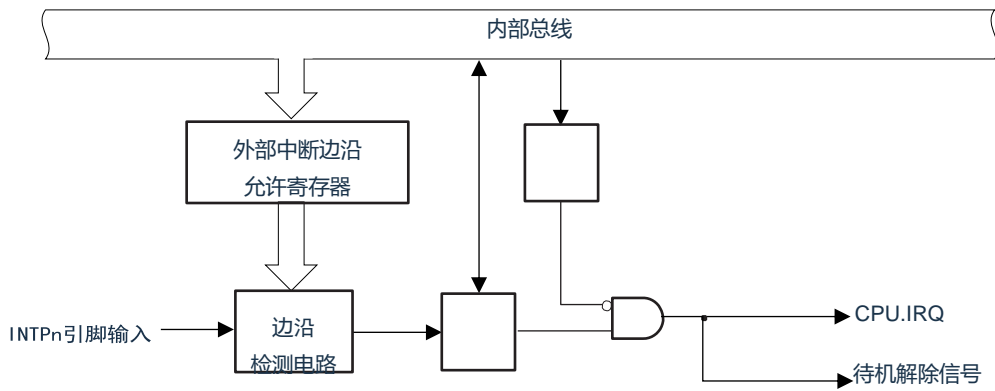 内部总线
外部中断边沿
允许寄存器
INTPn引脚输入
边沿
检测电路
CPU.IRQ
待机解除信号